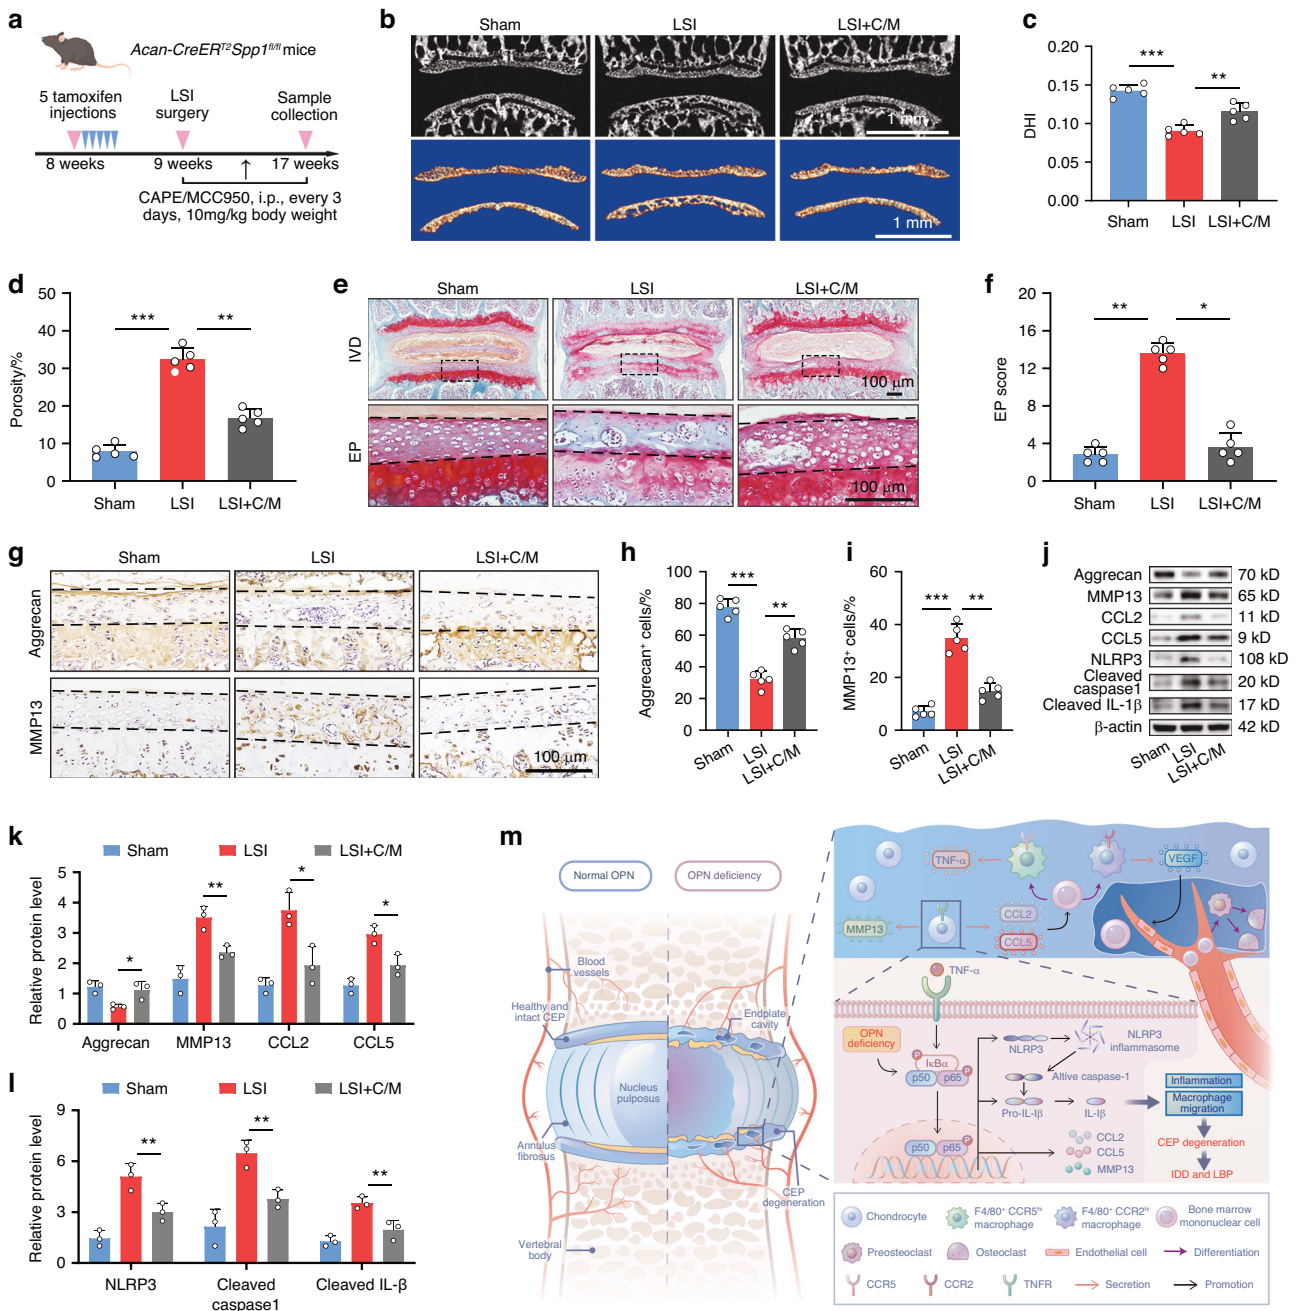 a
Acan-CreERT2Spp1fl/fl mice
5 tamoxifen
injections
LSI
surgery
Sample
collection
8 weeks
9 weeks
17 weeks
CAPE/MCC950, i.p., every 3
days, 10mg/kg body weight
b
Sham
LSI
LSI+C/M
1 mm
1 mm
c
DHI
0.20
0.15
0.10
0.05
0.00
***
**
Sham
LSI
LSI+C/M
d
Porosity/%
50
40
30
20
10
0
***
**
Sham
LSI
LSI+C/M
e
Sham
LSI
LSI+C/M
IVD
100 μm
EP
100 μm
f
EP score
20
16
12
8
4
0
**
*
Sham
LSI
LSI+C/M
g
Sham
LSI
LSI+C/M
Aggrecan
MMP13
100 μm
h
Aggrecan+ cells/%
100
80
60
40
20
0
***
**
Sham
LSI
LSI+C/M
i
MMP13+ cells/%
60
40
20
0
***
**
Sham
LSI
LSI+C/M
j
Aggrecan 70 kD
MMP13 65 kD
CCL2 11 kD
CCL5 9 kD
NLRP3 108 kD
Cleaved
caspase1 20 kD
Cleaved IL-1β 17 kD
β-actin 42 kD
Sham
LSI
LSI+C/M
k
Sham
LSI
LSI+C/M
Relative protein level
5
4
3
2
1
0
*
**
*
*
Aggrecan
MMP13
CCL2
CCL5
l
Sham
LSI
LSI+C/M
Relative protein level
9
6
3
0
**
**
**
NLRP3
Cleaved
caspase1
Cleaved IL-β
m
Normal OPN
OPN deficiency
Blood
vessels
Healthy and
intact CEP
Endplate
cavity
Nucleus
pulposus
Annulus
fibrosus
CEP
degeneration
Vertebral
body
TNF-α
VEGF
MMP13
CCL2
CCL5
TNF-α
OPN
deficiency
P
IκBα
p50
p65
P
NLRP3
NLRP3
inflammasome
Altive caspase-1
Pro-IL-Iβ
IL-Iβ
Inflammation
Macrophage
migration
CEP degeneration
IDD and LBP
p50
p65
P
CCL2
CCL5
MMP13
Chondrocyte
F4/80+ CCR5hi
macrophage
F4/80+ CCR2hi
macrophage
Bone marrow
mononuclear cell
Preosteoclast
Osteoclast
Endothelial cell
Differentiation
CCR5
CCR2
TNFR
Secretion
Promotion